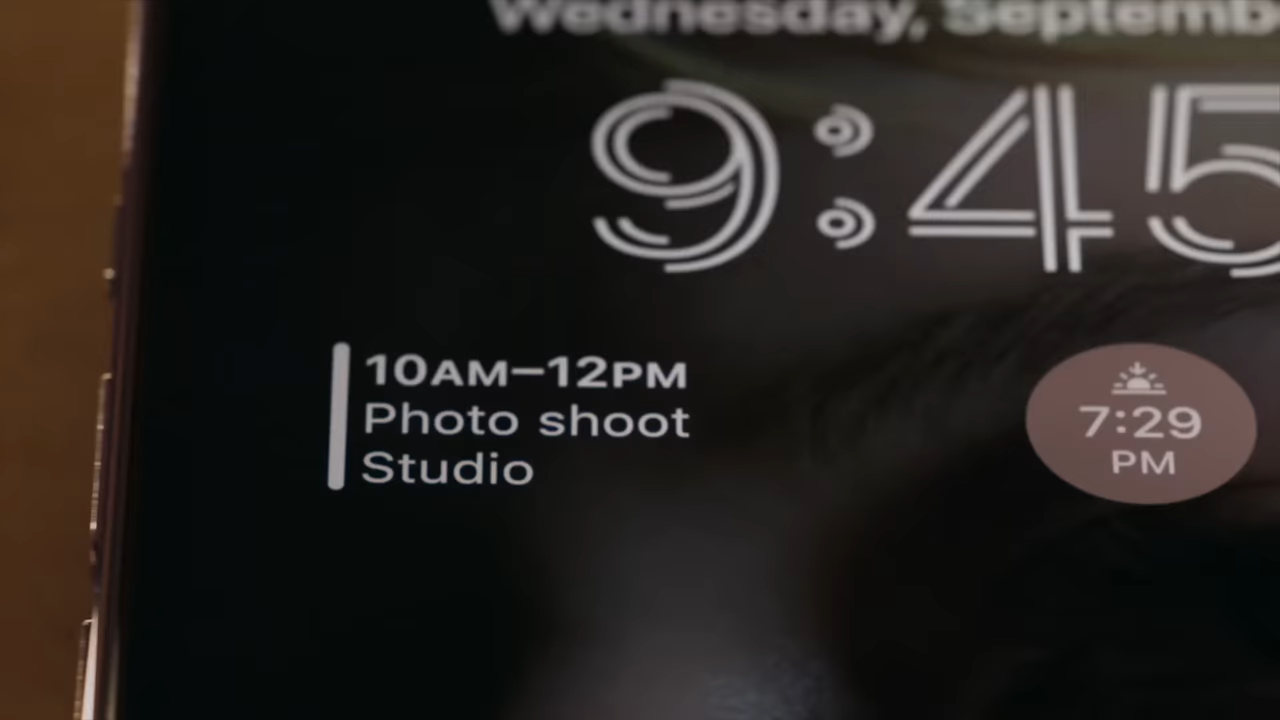 Wednesday, Septemb
9:45
10AM–12PM
Photo shoot
Studio
7:29
PM